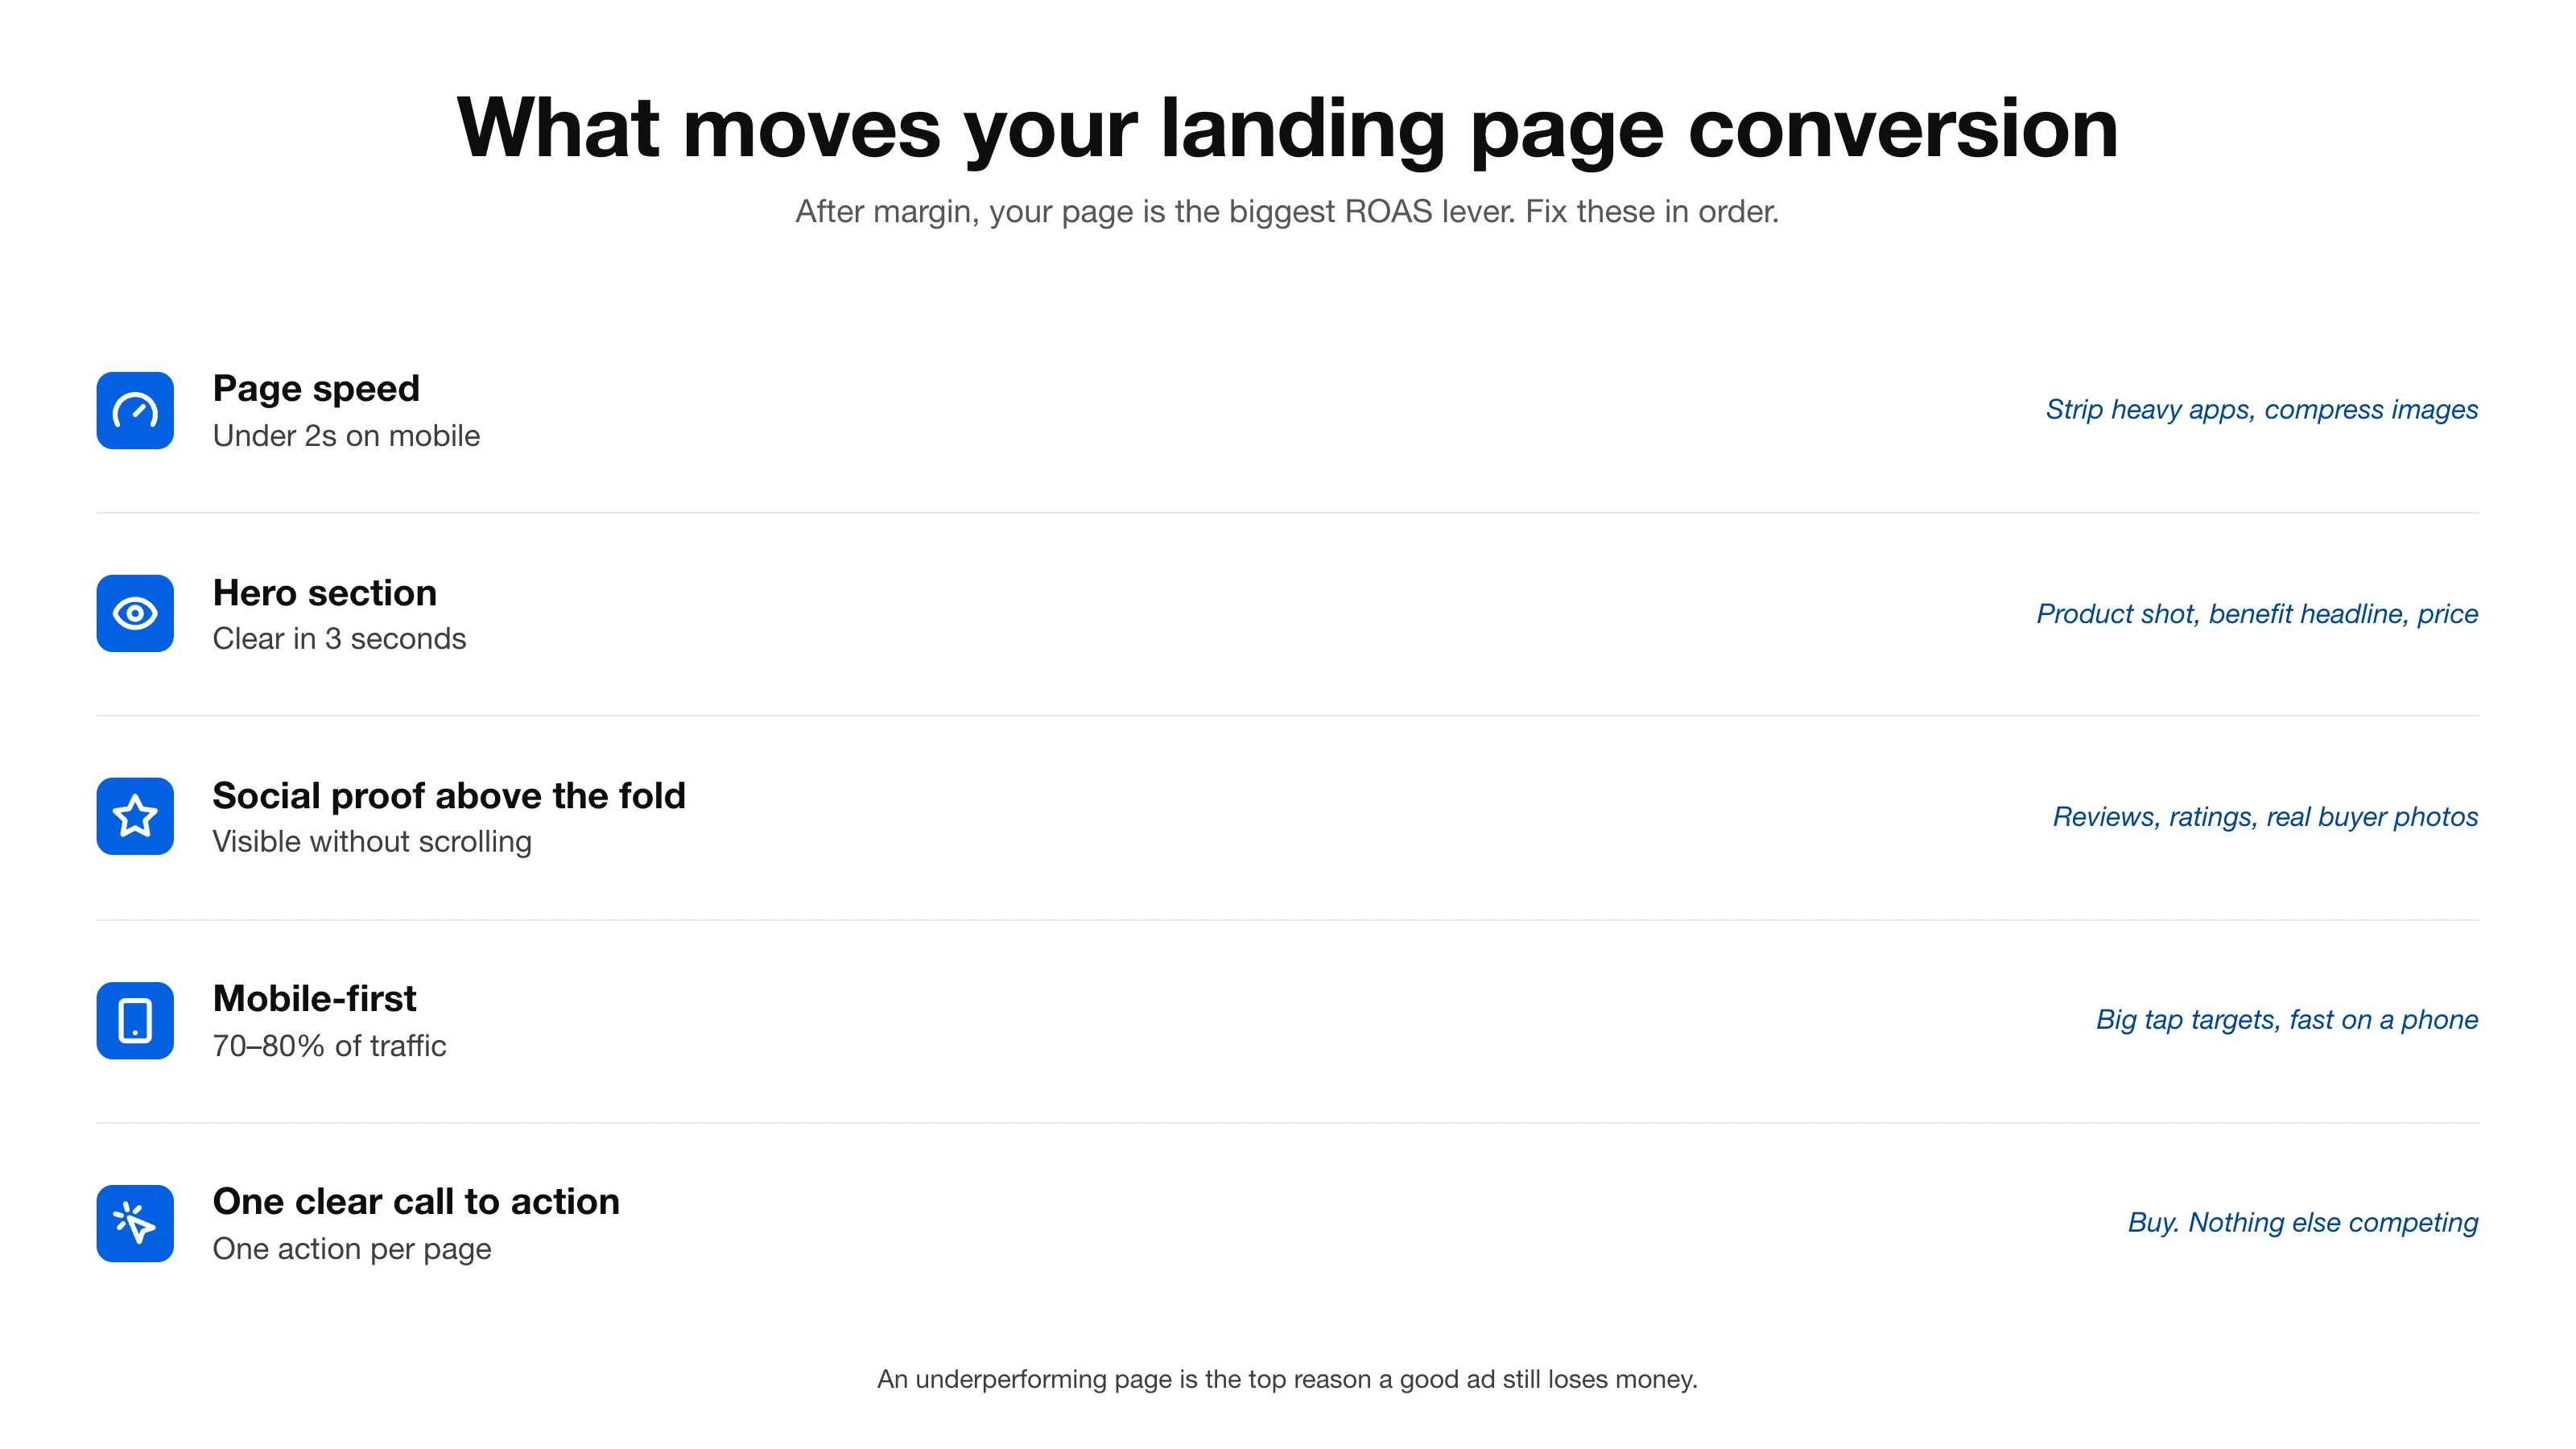 What moves your landing page conversion
After margin, your page is the biggest ROAS lever. Fix these in order.
Page speed
Under 2s on mobile
Strip heavy apps, compress images
Hero section
Clear in 3 seconds
Product shot, benefit headline, price
Social proof above the fold
Visible without scrolling
Reviews, ratings, real buyer photos
Mobile-first
70–80% of traffic
Big tap targets, fast on a phone
One clear call to action
One action per page
Buy. Nothing else competing
An underperforming page is the top reason a good ad still loses money.